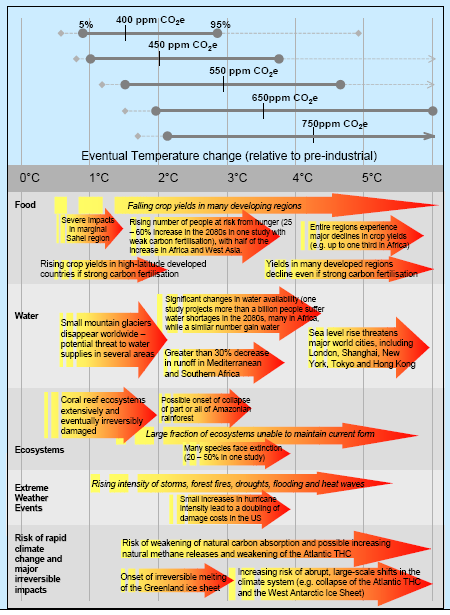 5%
400 ppm CO2e
95%
450 ppm CO2e
550 ppm CO2e
650ppm CO2e
750ppm CO2e
Eventual Temperature change (relative to pre-industrial)
0°C 1°C 2°C 3°C 4°C 5°C
Food
Falling crop yields in many developing regions
Severe impacts
in marginal
Sahel region
Rising number of people at risk from hunger (25
– 60% increase in the 2080s in one study with
weak carbon fertilisation), with half of the
increase in Africa and West Asia.
Entire regions experience
major declines in crop yields
(e.g. up to one third in Africa)
Rising crop yields in high-latitude developed
countries if strong carbon fertilisation
Yields in many developed regions
decline even if strong carbon fertilisation
Water
Small mountain glaciers
disappear worldwide –
potential threat to water
supplies in several areas
Significant changes in water availability (one
study projects more than a billion people suffer
water shortages in the 2080s, many in Africa,
while a similar number gain water
Greater than 30% decrease
in runoff in Mediterranean
and Southern Africa
Sea level rise threatens
major world cities, including
London, Shanghai, New
York, Tokyo and Hong Kong
Ecosystems
Coral reef ecosystems
extensively and
eventually irreversibly
damaged
Possible onset of collapse
of part or all of Amazonian
rainforest
Large fraction of ecosystems unable to maintain current form
Many species face extinction
(20 – 50% in one study)
Extreme
Weather
Events
Rising intensity of storms, forest fires, droughts, flooding and heat waves
Small increases in hurricane
intensity lead to a doubling of
damage costs in the US
Risk of rapid
climate
change and
major
irreversible
impacts
Risk of weakening of natural carbon absorption and possible increasing
natural methane releases and weakening of the Atlantic THC
Onset of irreversible melting
of the Greenland ice sheet
Increasing risk of abrupt, large-scale shifts in the
climate system (e.g. collapse of the Atlantic THC
and the West Antarctic Ice Sheet)